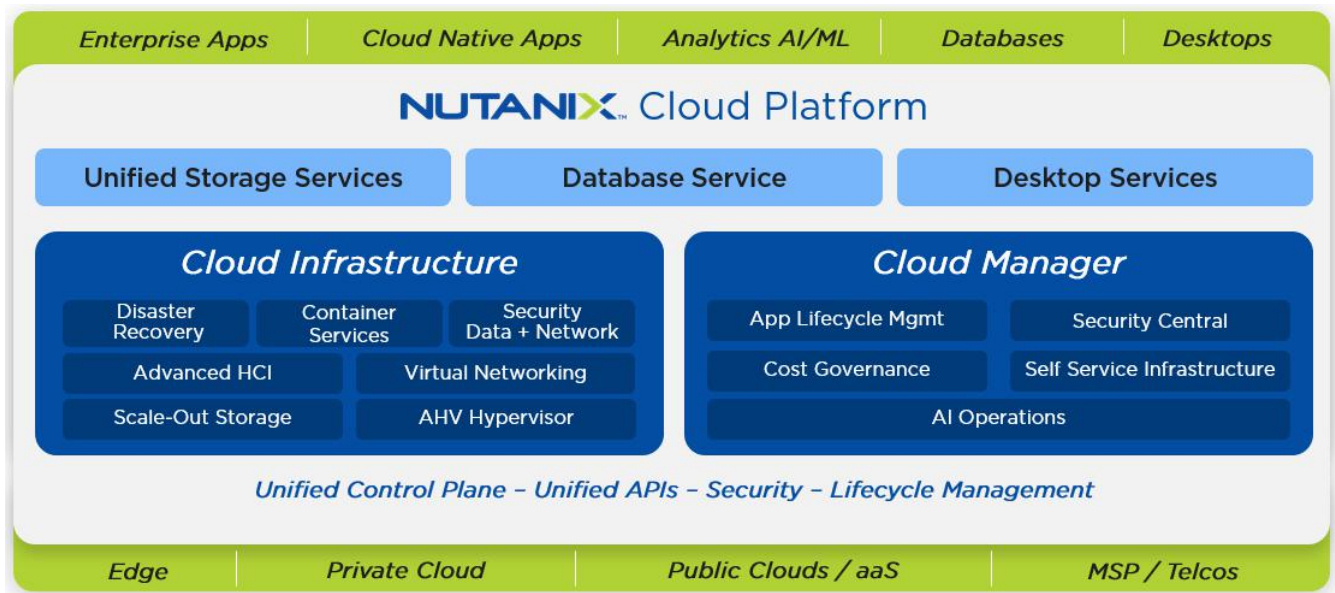 Enterprise Apps
Cloud Native Apps
Analytics AI/ML
Databases
Desktops
NUTANIX™ Cloud Platform
Unified Storage Services
Database Service
Desktop Services
Cloud Infrastructure
Disaster
Recovery
Container
Services
Security
Data + Network
Advanced HCI
Virtual Networking
Scale-Out Storage
AHV Hypervisor
Cloud Manager
App Lifecycle Mgmt
Security Central
Cost Governance
Self Service Infrastructure
AI Operations
Unified Control Plane – Unified APIs – Security – Lifecycle Management
Edge
Private Cloud
Public Clouds / aaS
MSP / Telcos